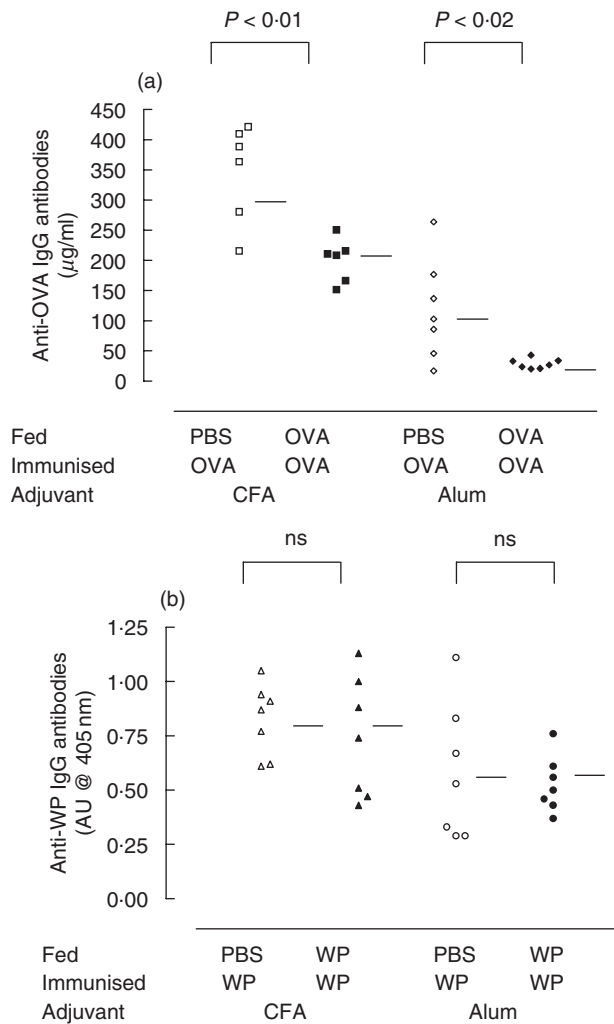 P < 0·01 P < 0·02
(a)
Anti-OVA IgG antibodies
(µg/ml)
450
400
350
300
250
200
150
100
50
0
Fed PBS OVA PBS OVA
Immunised OVA OVA OVA OVA
Adjuvant CFA Alum
ns ns
(b)
Anti-WP IgG antibodies
(AU @ 405 nm)
1·25
1·00
0·75
0·50
0·25
0·00
Fed PBS WP PBS WP
Immunised WP WP WP WP
Adjuvant CFA Alum